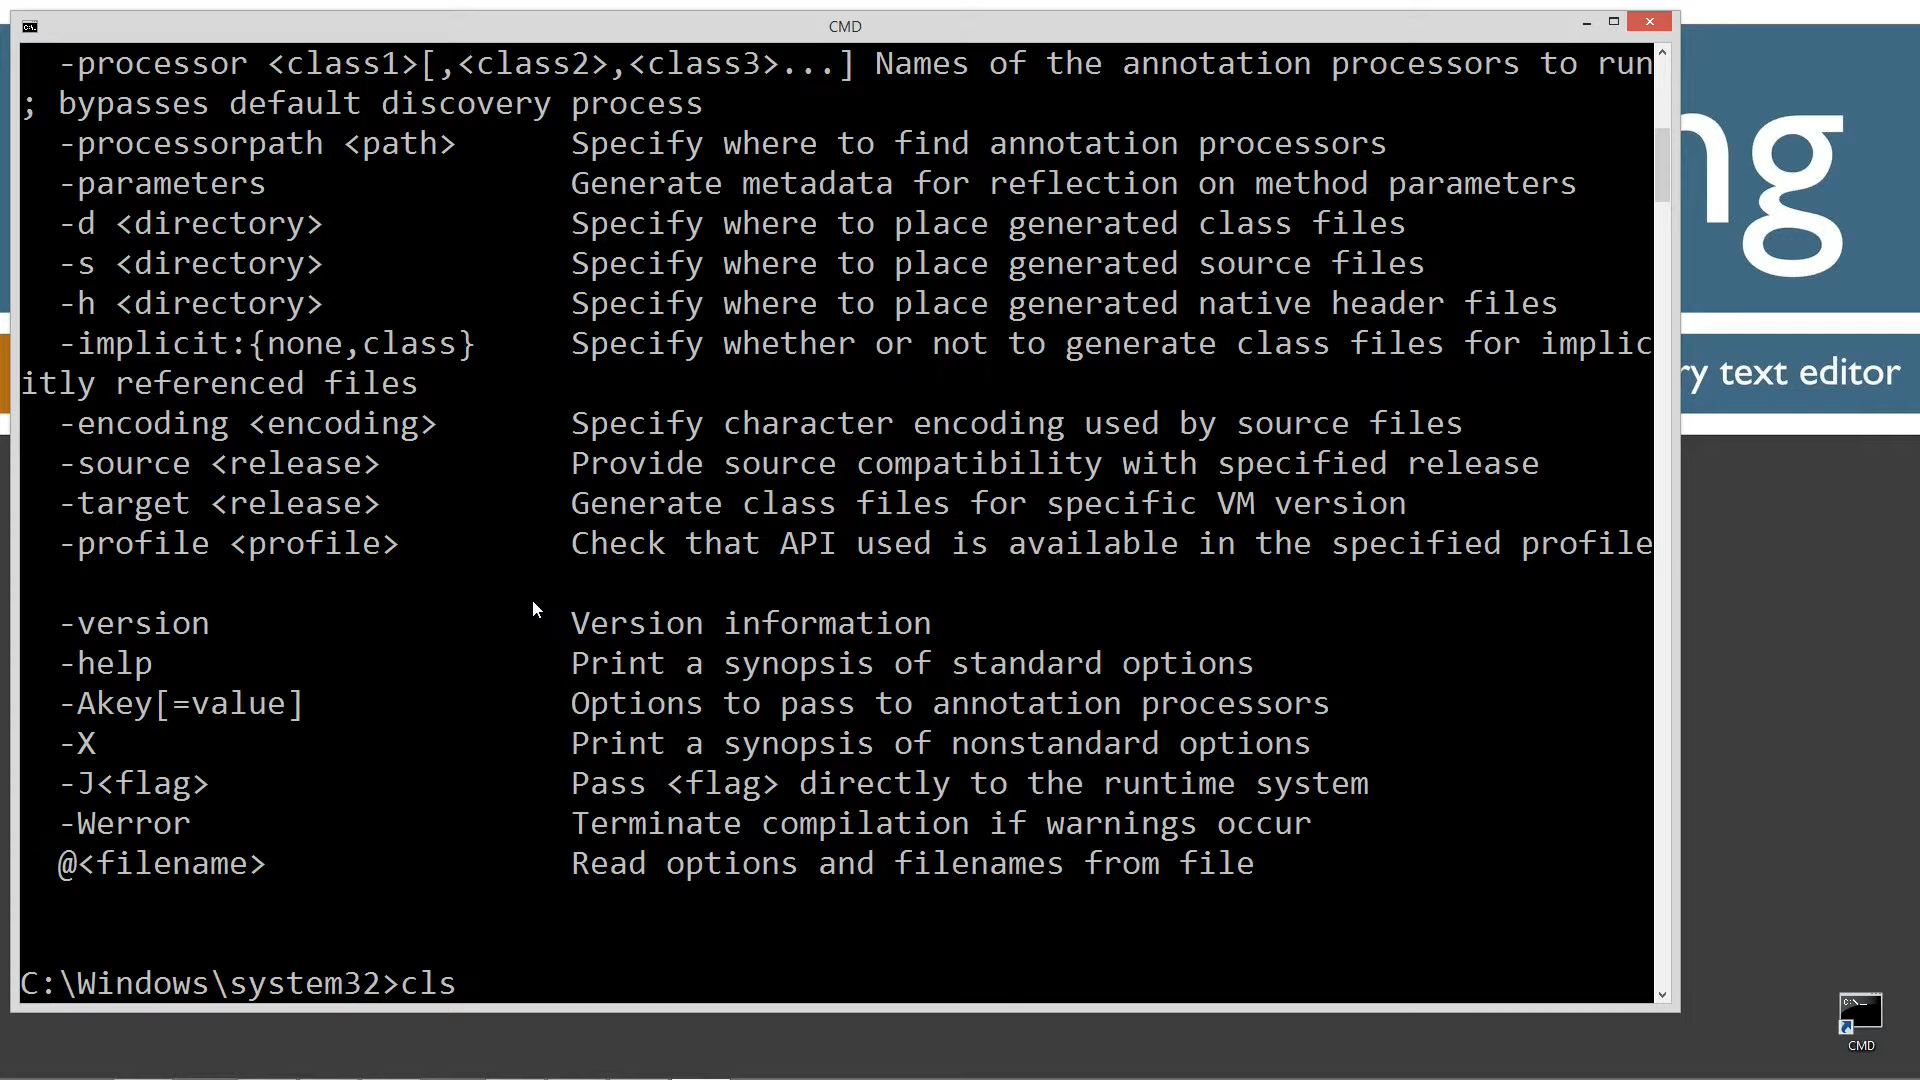 CMD
-processor <class1>[,<class2>,<class3>...] Names of the annotation processors to run
; bypasses default discovery process
-processorpath <path> Specify where to find annotation processors
-parameters Generate metadata for reflection on method parameters
-d <directory> Specify where to place generated class files
-s <directory> Specify where to place generated source files
-h <directory> Specify where to place generated native header files
-implicit:{none,class} Specify whether or not to generate class files for implic
itly referenced files
-encoding <encoding> Specify character encoding used by source files
-source <release> Provide source compatibility with specified release
-target <release> Generate class files for specific VM version
-profile <profile> Check that API used is available in the specified profile
-version Version information
-help Print a synopsis of standard options
-Akey[=value] Options to pass to annotation processors
-X Print a synopsis of nonstandard options
-J<flag> Pass <flag> directly to the runtime system
-Werror Terminate compilation if warnings occur
@<filename> Read options and filenames from file
C:\Windows\system32>cls
ng
ry text editor
CMD